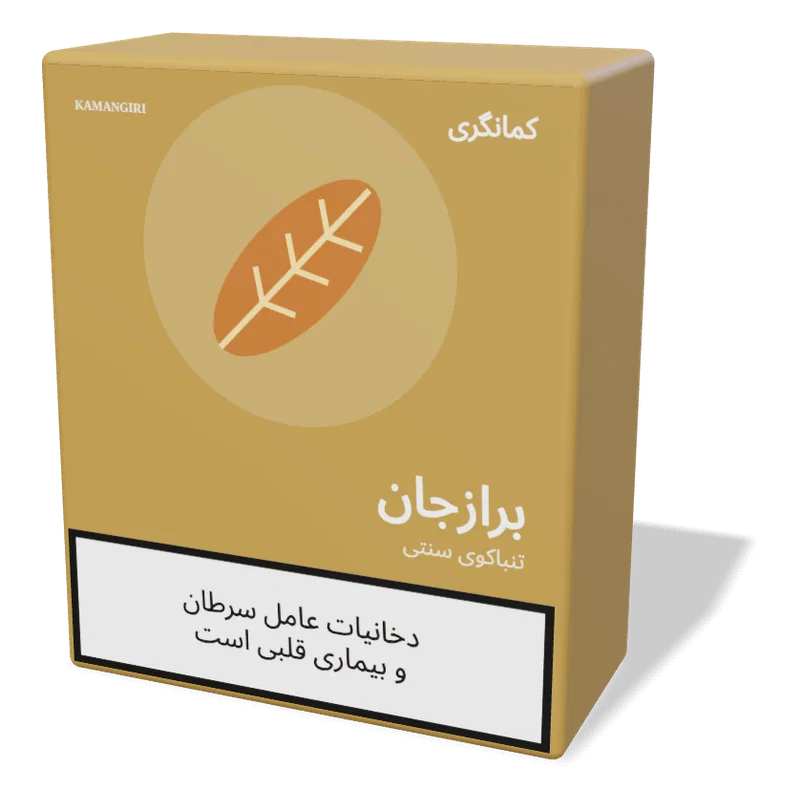 KAMANGIRI
کمانگری
برازجان
تنباکوی سنتی
دخانیات عامل سرطان
و بیماری قلبی است